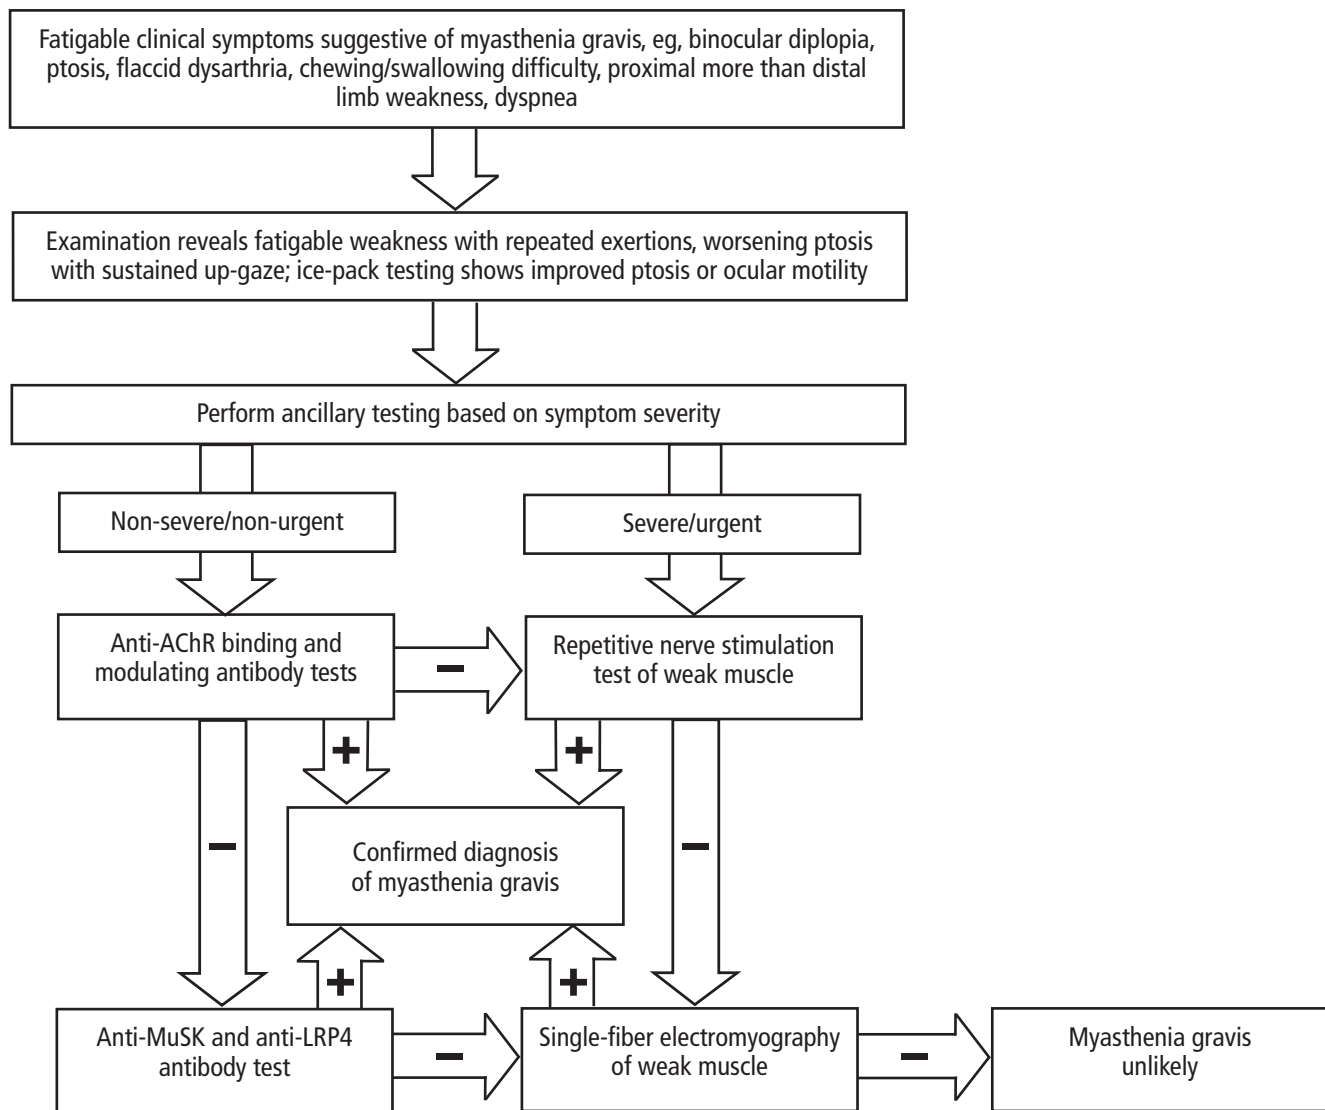 Fatigable clinical symptoms suggestive of myasthenia gravis, eg, binocular diplopia,
ptosis, flaccid dysarthria, chewing/swallowing difficulty, proximal more than distal
limb weakness, dyspnea
Examination reveals fatigable weakness with repeated exertions, worsening ptosis
with sustained up-gaze; ice-pack testing shows improved ptosis or ocular motility
Perform ancillary testing based on symptom severity
Non-severe/non-urgent
Severe/urgent
Anti-AChR binding and
modulating antibody tests
–
Repetitive nerve stimulation
test of weak muscle
+
+
–
Confirmed diagnosis
of myasthenia gravis
–
+
+
Anti-MuSK and anti-LRP4
antibody test
–
Single-fiber electromyography
of weak muscle
–
Myasthenia gravis
unlikely